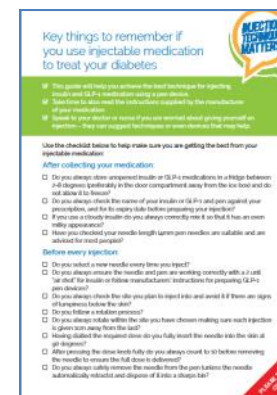 Key things to remember if
you use injectable medication
to treat your diabetes
INJECTION
TECHNIQUE
MATTERS
This guide will help you achieve the best technique for injecting
insulin and GLP-1 medication using a pen device.
Take time to also read the instructions supplied by the manufacturer
of your medication.
Speak to your doctor or nurse if you are worried about giving yourself an
injection – they can suggest techniques or even devices that may help.
Use the checklist below to help make sure you are getting the best from your
injectable medication:
After collecting your medication:
Do you always store unopened insulin or GLP-1 medications in a fridge between
2-8 degrees (preferably in the door compartment away from the ice box) and do
not allow it to freeze?
Do you always check the name of your insulin or GLP-1 and pen against your
prescription, and for its expiry date before preparing your injection?
If you use a cloudy insulin do you always correctly mix it so that it has an even
milky appearance?
Have you checked your needle length (4mm pen needles are suitable and are
advised for most people)?
Before every injection:
Do you select a new needle every time you inject?
Do you always ensure the needle and pen are working correctly with a 2 unit
"air shot" for insulin or follow manufacturers' instructions for preparing GLP-1
pen devices?
Do you always check the site you plan to inject into and avoid it if there are signs
of lumpiness below the skin?
Do you follow a rotation process?
Do you always rotate within the site you have chosen making sure each injection
is given 1cm away from the last?
Having dialled the required dose do you fully insert the needle into the skin at
90 degrees?
After pressing the dose knob fully do you always count to 10 before removing
the needle to ensure the full dose is delivered?
Do you always safely remove the needle from the pen (unless the needle
automatically retracts) and dispose of it into a sharps bin?
PLEASE